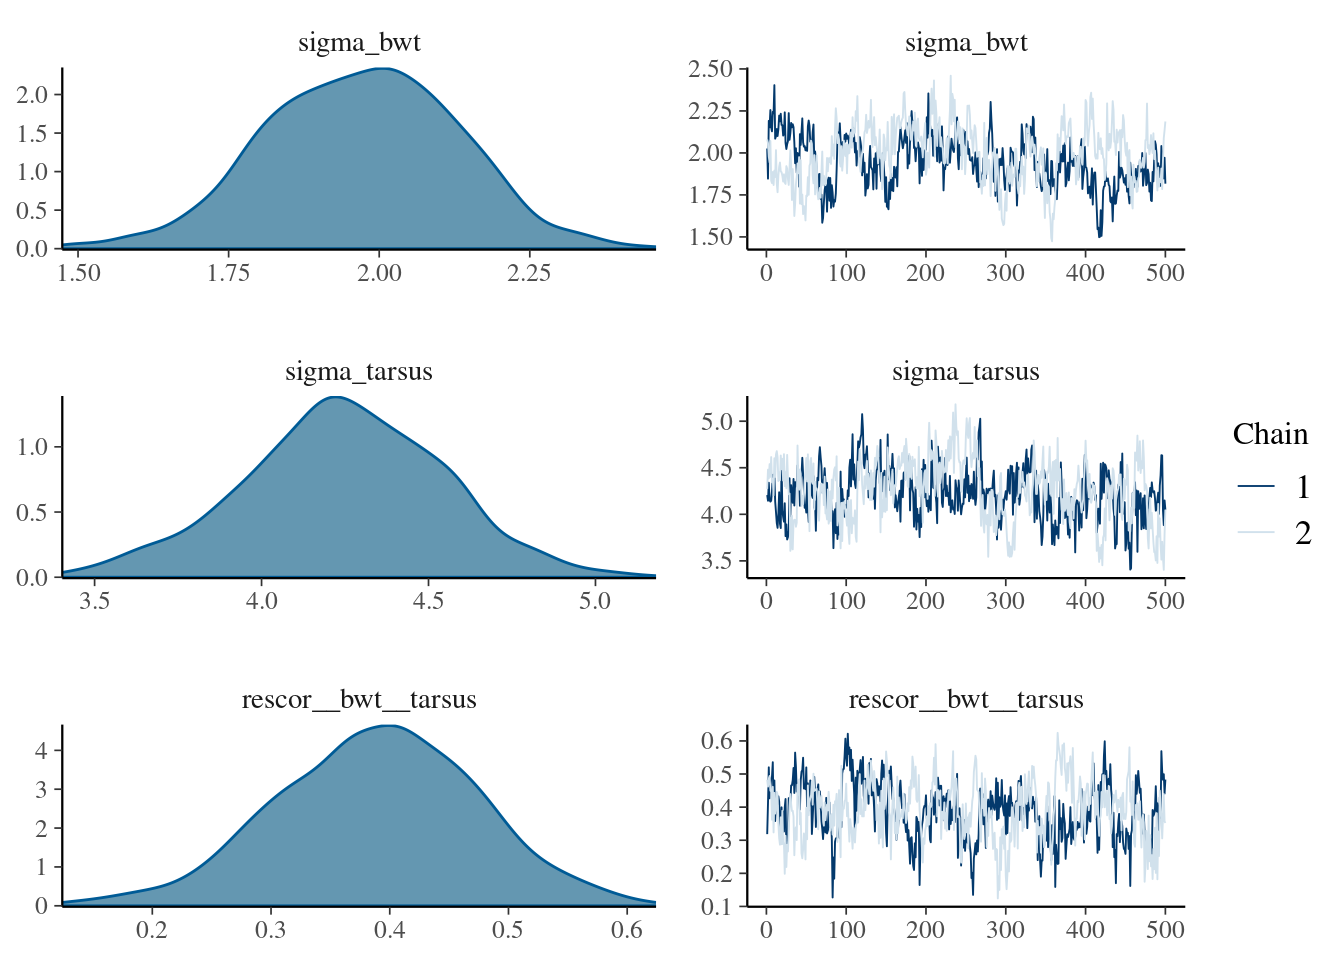 sigma_bwt
2.0
1.5
1.0
0.5
0.0
1.50 1.75 2.00 2.25
sigma_bwt
2.50
2.25
2.00
1.75
1.50
0 100 200 300 400 500
sigma_tarsus
1.0
0.5
0.0
3.5 4.0 4.5 5.0
sigma_tarsus
5.0
4.5
4.0
3.5
0 100 200 300 400 500
rescor__bwt__tarsus
4
3
2
1
0
0.2 0.3 0.4 0.5 0.6
rescor__bwt__tarsus
0.6
0.5
0.4
0.3
0.2
0.1
0 100 200 300 400 500
Chain
1
2